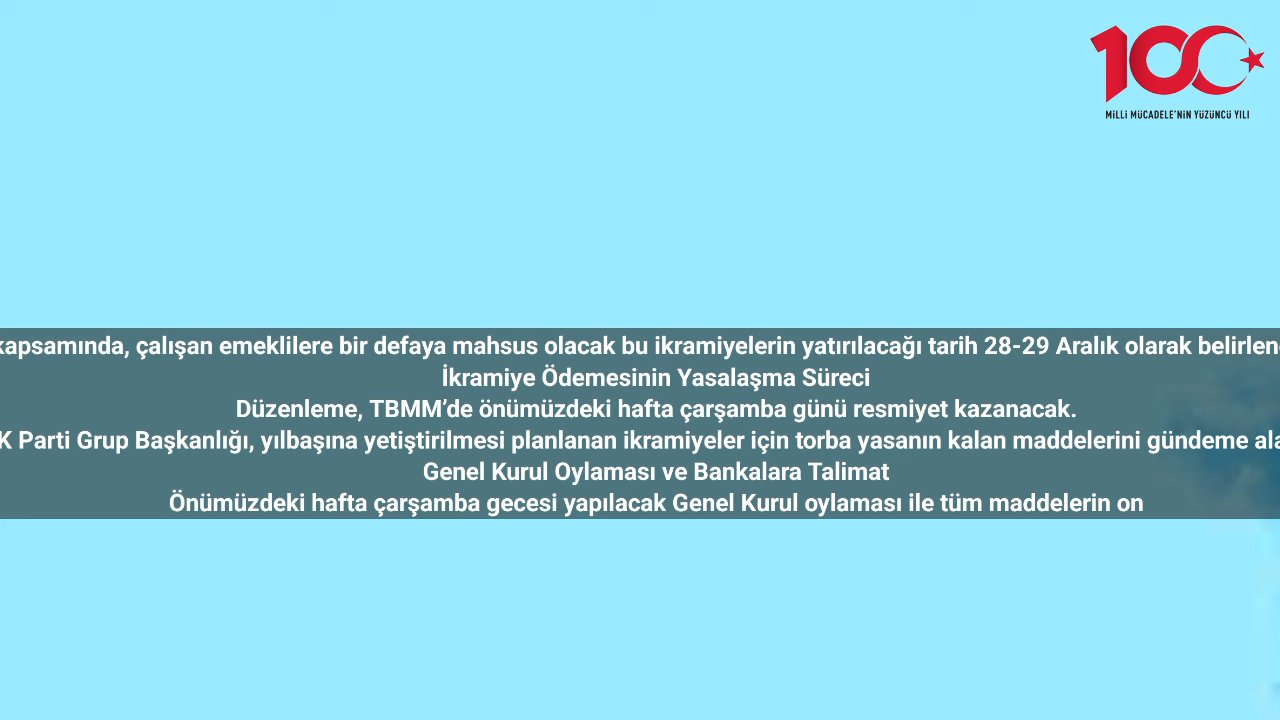 100
MİLLİ MÜCADELE'NİN YÜZÜNCÜ YILI
kapsamında, çalışan emeklilere bir defaya mahsus olacak bu ikramiyelerin yatırılacağı tarih 28-29 Aralık olarak
İkramiye Ödemesinin Yasalaşma Süreci
Düzenleme, TBMM’de önümüzdeki hafta çarşamba günü resmiyet kazanacak.
K Parti Grup Başkanlığı, yılbaşına yetiştirilmesi planlanan ikramiyeler için torba yasanın kalan maddelerini gündeme
Genel Kurul Oylaması ve Bankalara Talimat
Önümüzdeki hafta çarşamba gecesi yapılacak Genel Kurul oylaması ile tüm maddelerin on